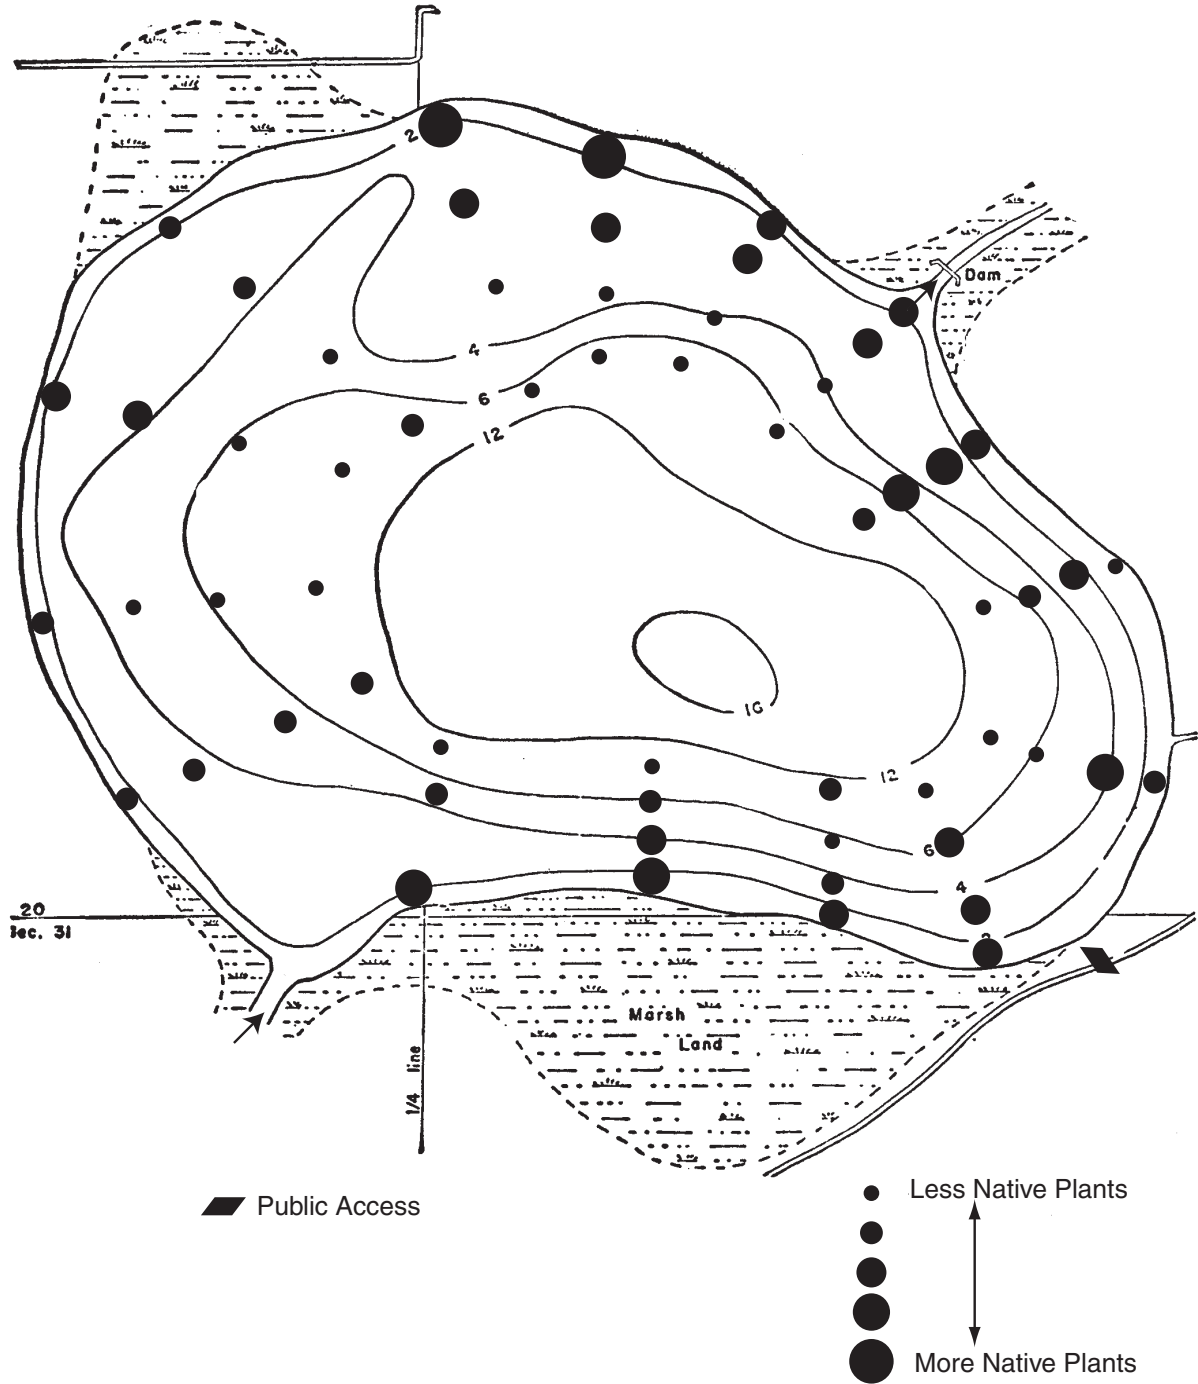 2
Dam
4
6
12
10
12
6
4
2
20
Sec. 31
Marsh
Land
1/4 line
Public Access
Less Native Plants
More Native Plants